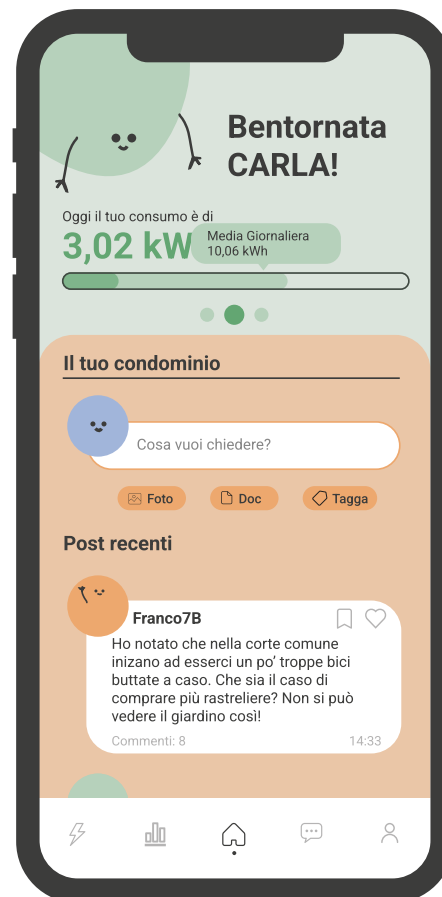 Bentornata
CARLA!
Oggi il tuo consumo è di
3,02 kW
Media Giornaliera
10,06 kWh
Il tuo condominio
Cosa vuoi chiedere?
Foto
Doc
Tagga
Post recenti
Franco7B
Ho notato che nella corte comune
inizano ad esserci un po’ troppe bici
buttate a caso. Che sia il caso di
comprare più rastreliere? Non si può
vedere il giardino così!
Commenti: 8 14:33